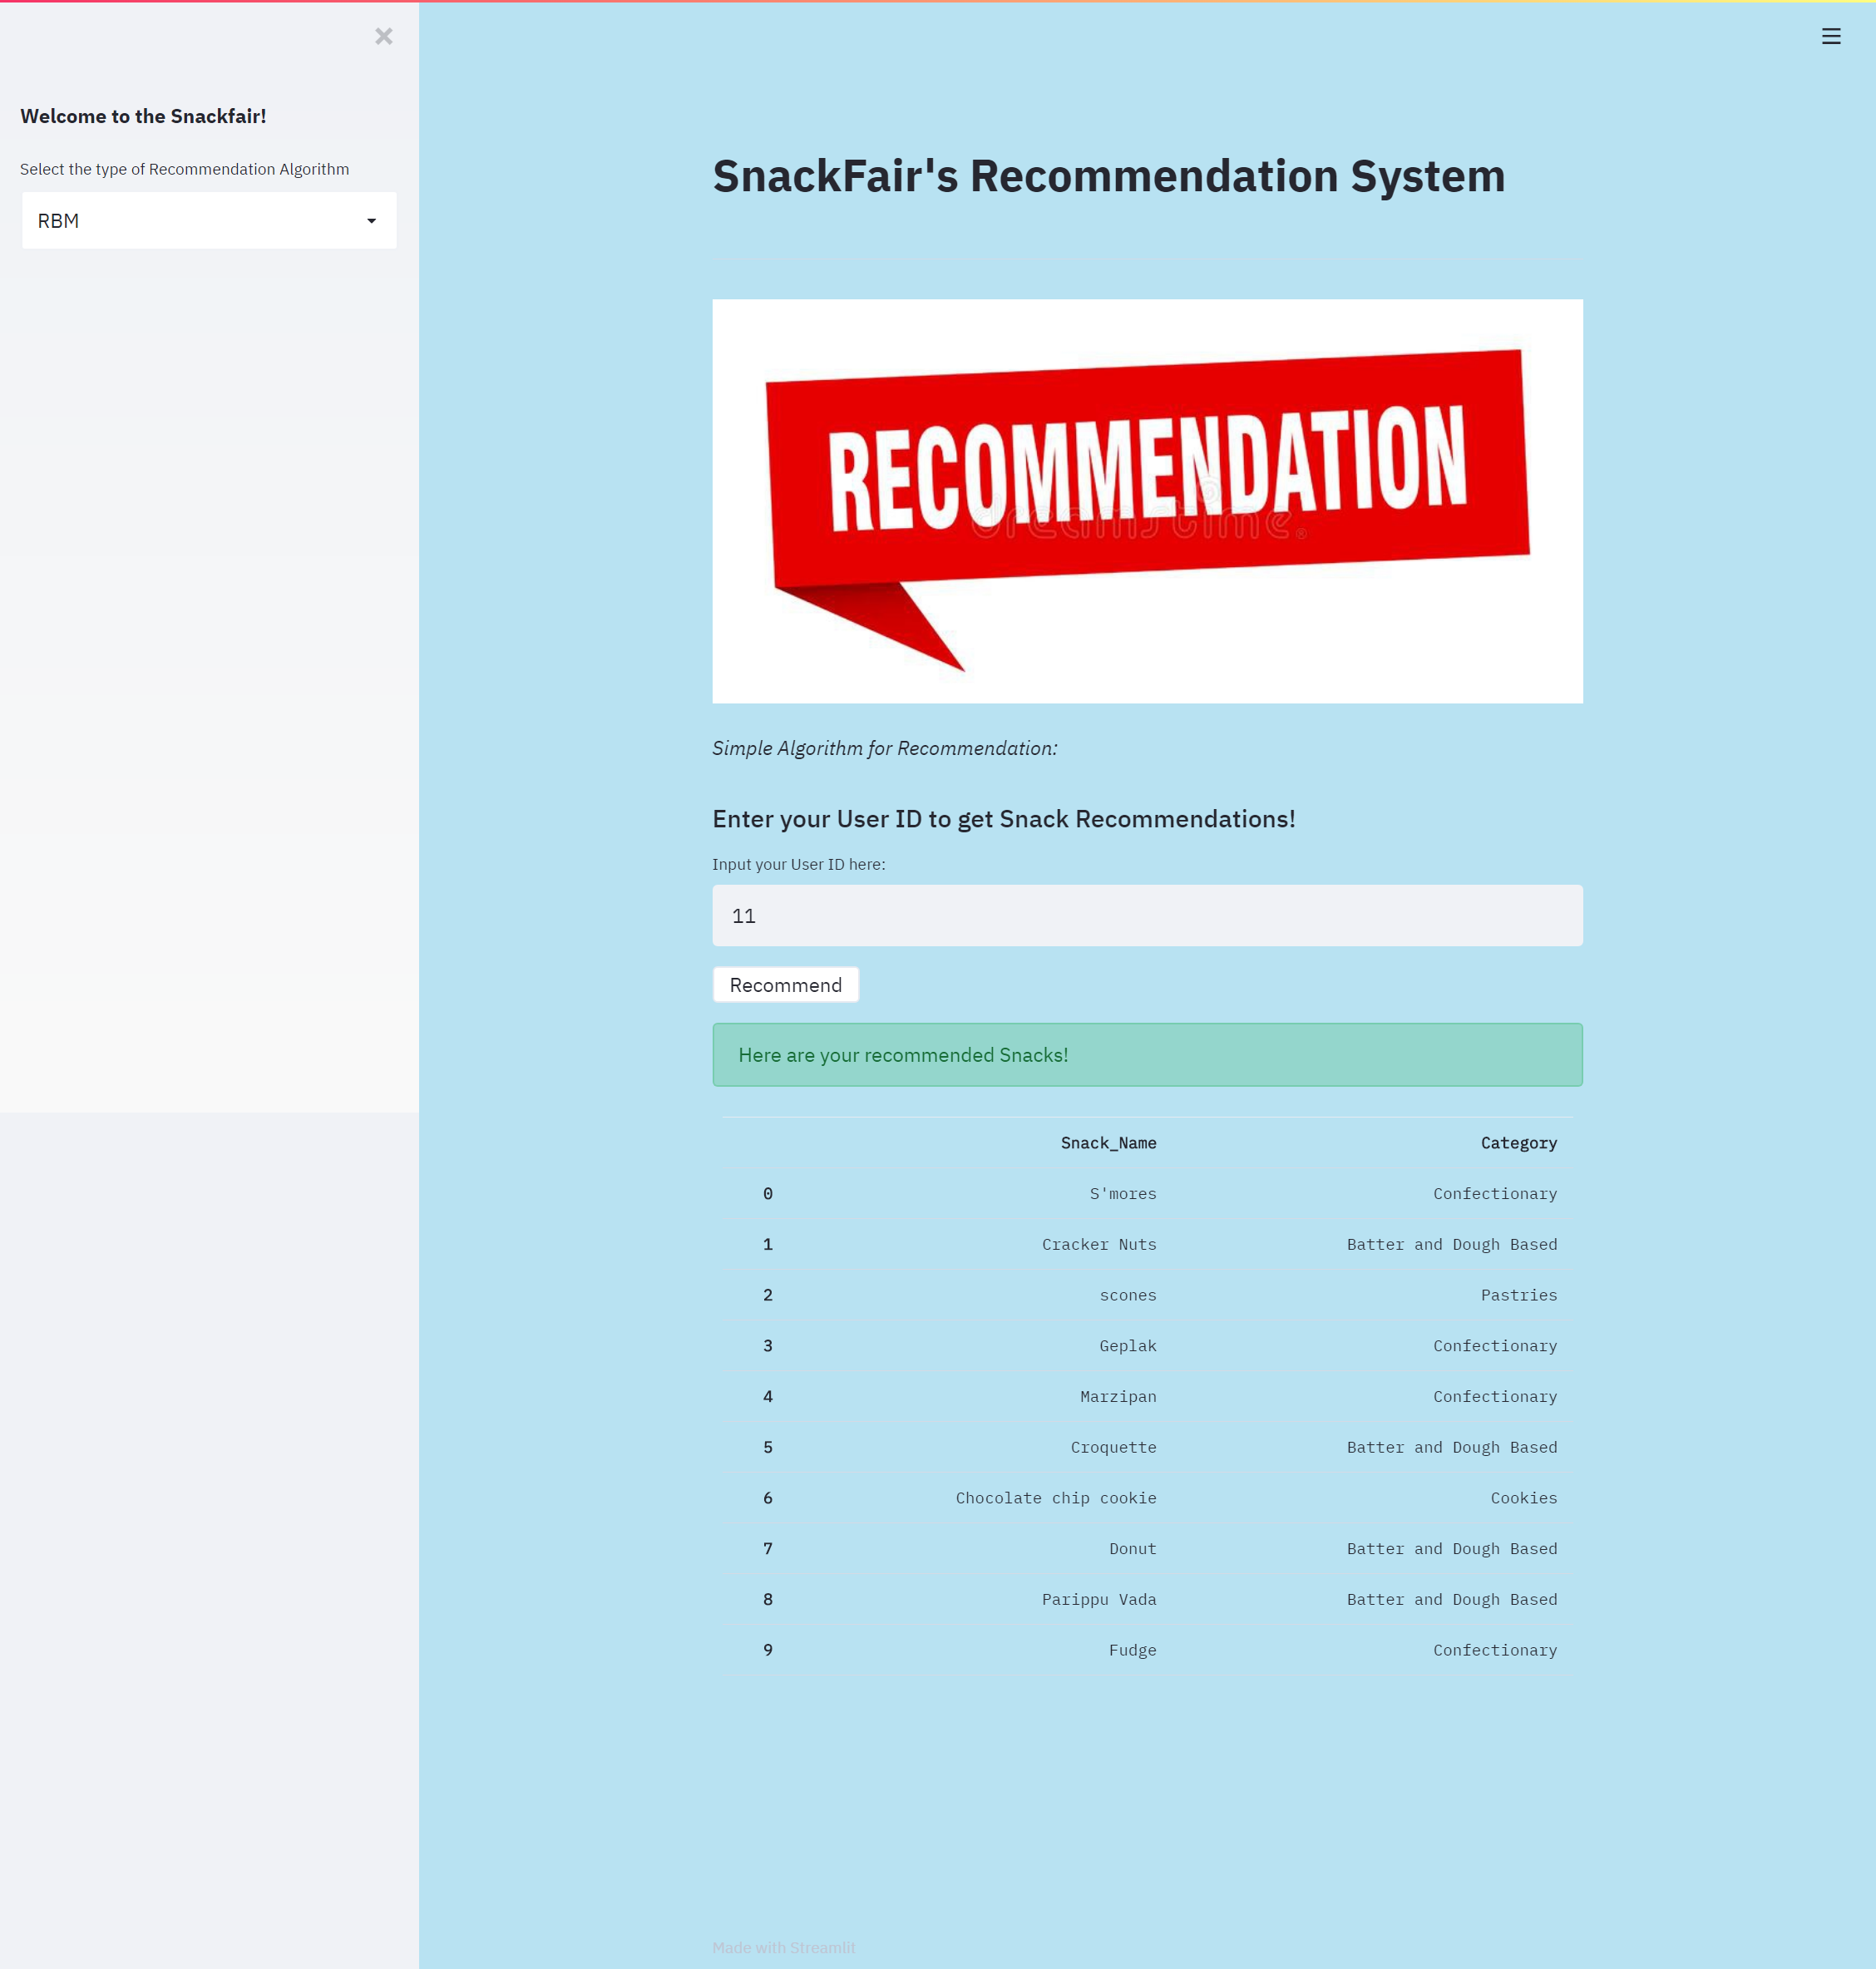 Welcome to the Snackfair!
Select the type of Recommendation Algorithm
RBM
SnackFair's Recommendation System
RECOMMENDATION
dreamstime®
Simple Algorithm for Recommendation:
Enter your User ID to get Snack Recommendations!
Input your User ID here:
11
Recommend
Here are your recommended Snacks!
Snack_Name Category
0 S'mores Confectionary
1 Cracker Nuts Batter and Dough Based
2 scones Pastries
3 Geplak Confectionary
4 Marzipan Confectionary
5 Croquette Batter and Dough Based
6 Chocolate chip cookie Cookies
7 Donut Batter and Dough Based
8 Parippu Vada Batter and Dough Based
9 Fudge Confectionary
Made with Streamlit